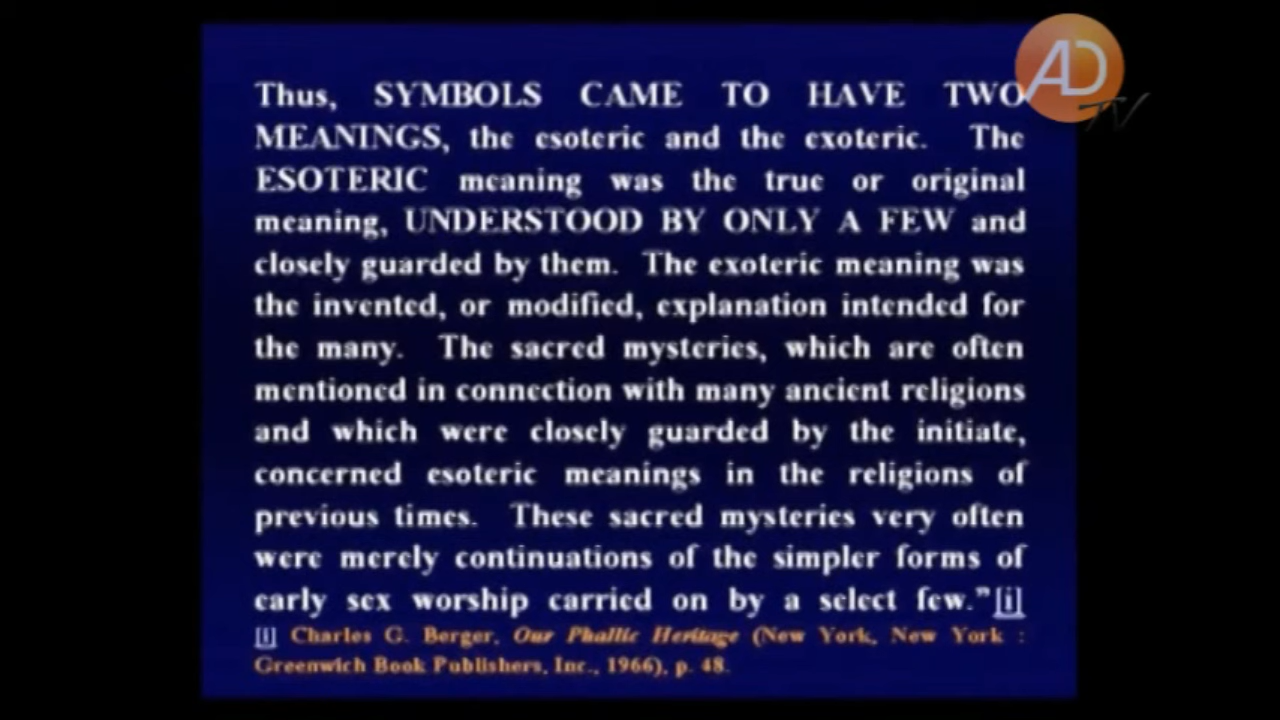 AD
TV
Thus, SYMBOLS CAME TO HAVE TWO
MEANINGS, the esoteric and the exoteric. The
ESOTERIC meaning was the true or original
meaning, UNDERSTOOD BY ONLY A FEW and
closely guarded by them. The exoteric meaning was
the invented, or modified, explanation intended for
the many. The sacred mysteries, which are often
mentioned in connection with many ancient religions
and which were closely guarded by the initiate,
concerned esoteric meanings in the religions of
previous times. These sacred mysteries very often
were merely continuations of the simpler forms of
early sex worship carried on by a select few."[i]
[i] Charles G. Berger, Our Phallic Heritage (New York, New York :
Greenwich Book Publishers, Inc., 1966), p. 48.